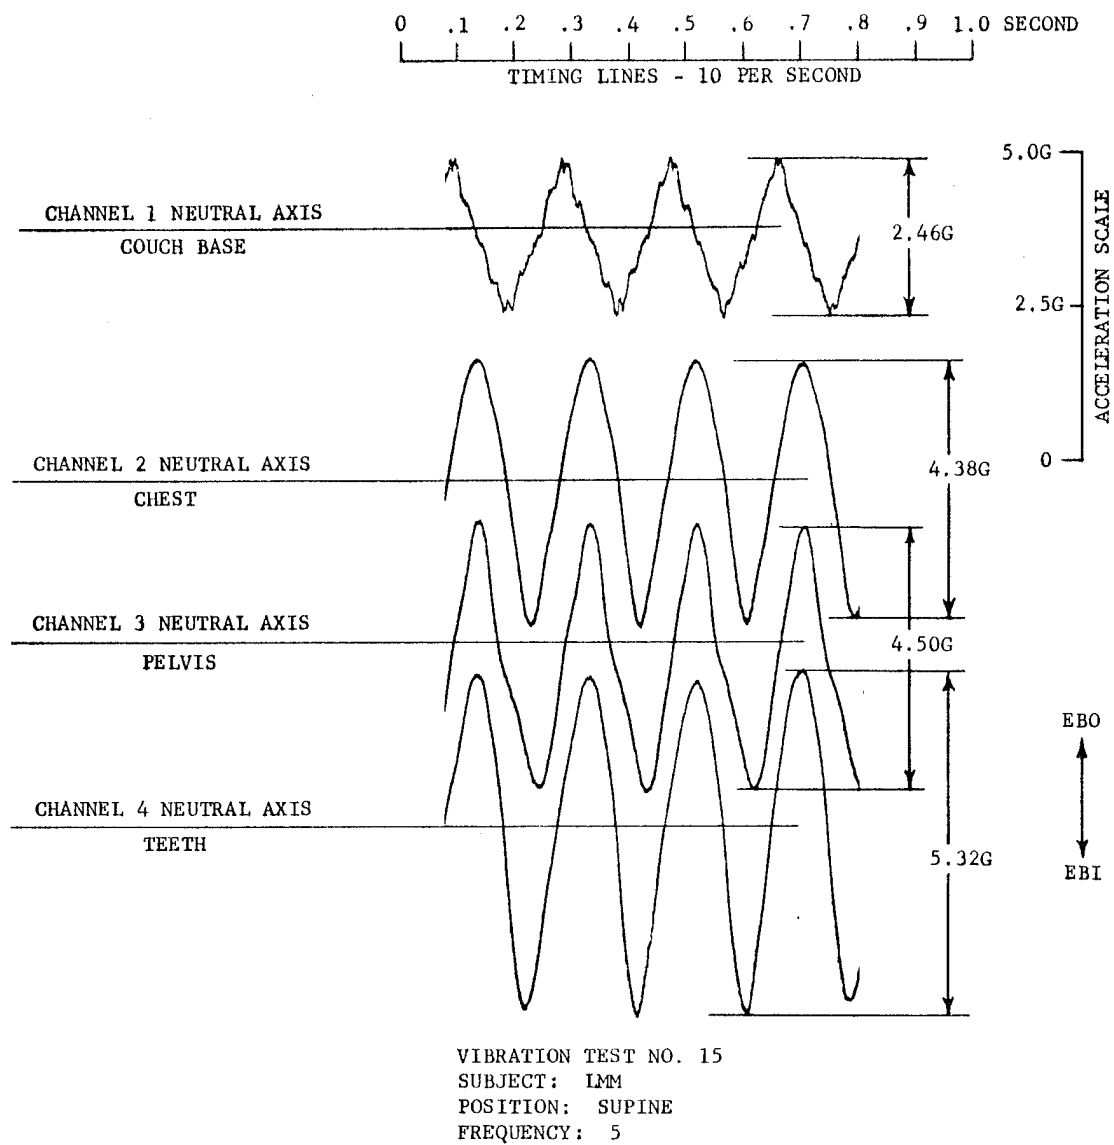 0 .1 .2 .3 .4 .5 .6 .7 .8 .9 1.0 SECOND
TIMING LINES - 10 PER SECOND
5.0G
CHANNEL 1 NEUTRAL AXIS
COUCH BASE
2.46G
2.5G
ACCELERATION SCALE
0
CHANNEL 2 NEUTRAL AXIS
CHEST
4.38G
CHANNEL 3 NEUTRAL AXIS
PELVIS
4.50G
EBO
CHANNEL 4 NEUTRAL AXIS
TEETH
5.32G
EBI
VIBRATION TEST NO. 15
SUBJECT: LMM
POSITION: SUPINE
FREQUENCY: 5